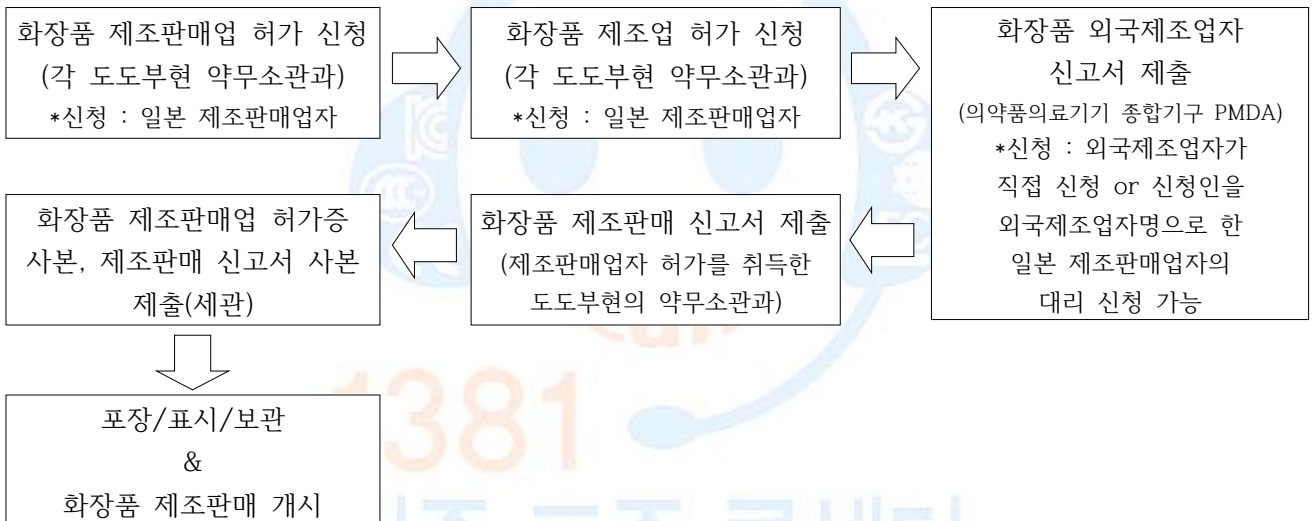 화장품 제조판매업 허가 신청
(각 도도부현 약무소관과)
*신청 : 일본 제조판매업자
화장품 제조업 허가 신청
(각 도도부현 약무소관과)
*신청 : 일본 제조판매업자
화장품 외국제조업자
신고서 제출
(의약품의료기기 종합기구 PMDA)
*신청 : 외국제조업자가
직접 신청 or 신청인을
외국제조업자명으로 한
일본 제조판매업자의
대리 신청 가능
화장품 제조판매 신고서 제출
(제조판매업자 허가를 취득한
도도부현의 약무소관과)
화장품 제조판매업 허가증
사본, 제조판매 신고서 사본
제출(세관)
포장/표시/보관
&
화장품 제조판매 개시
1381